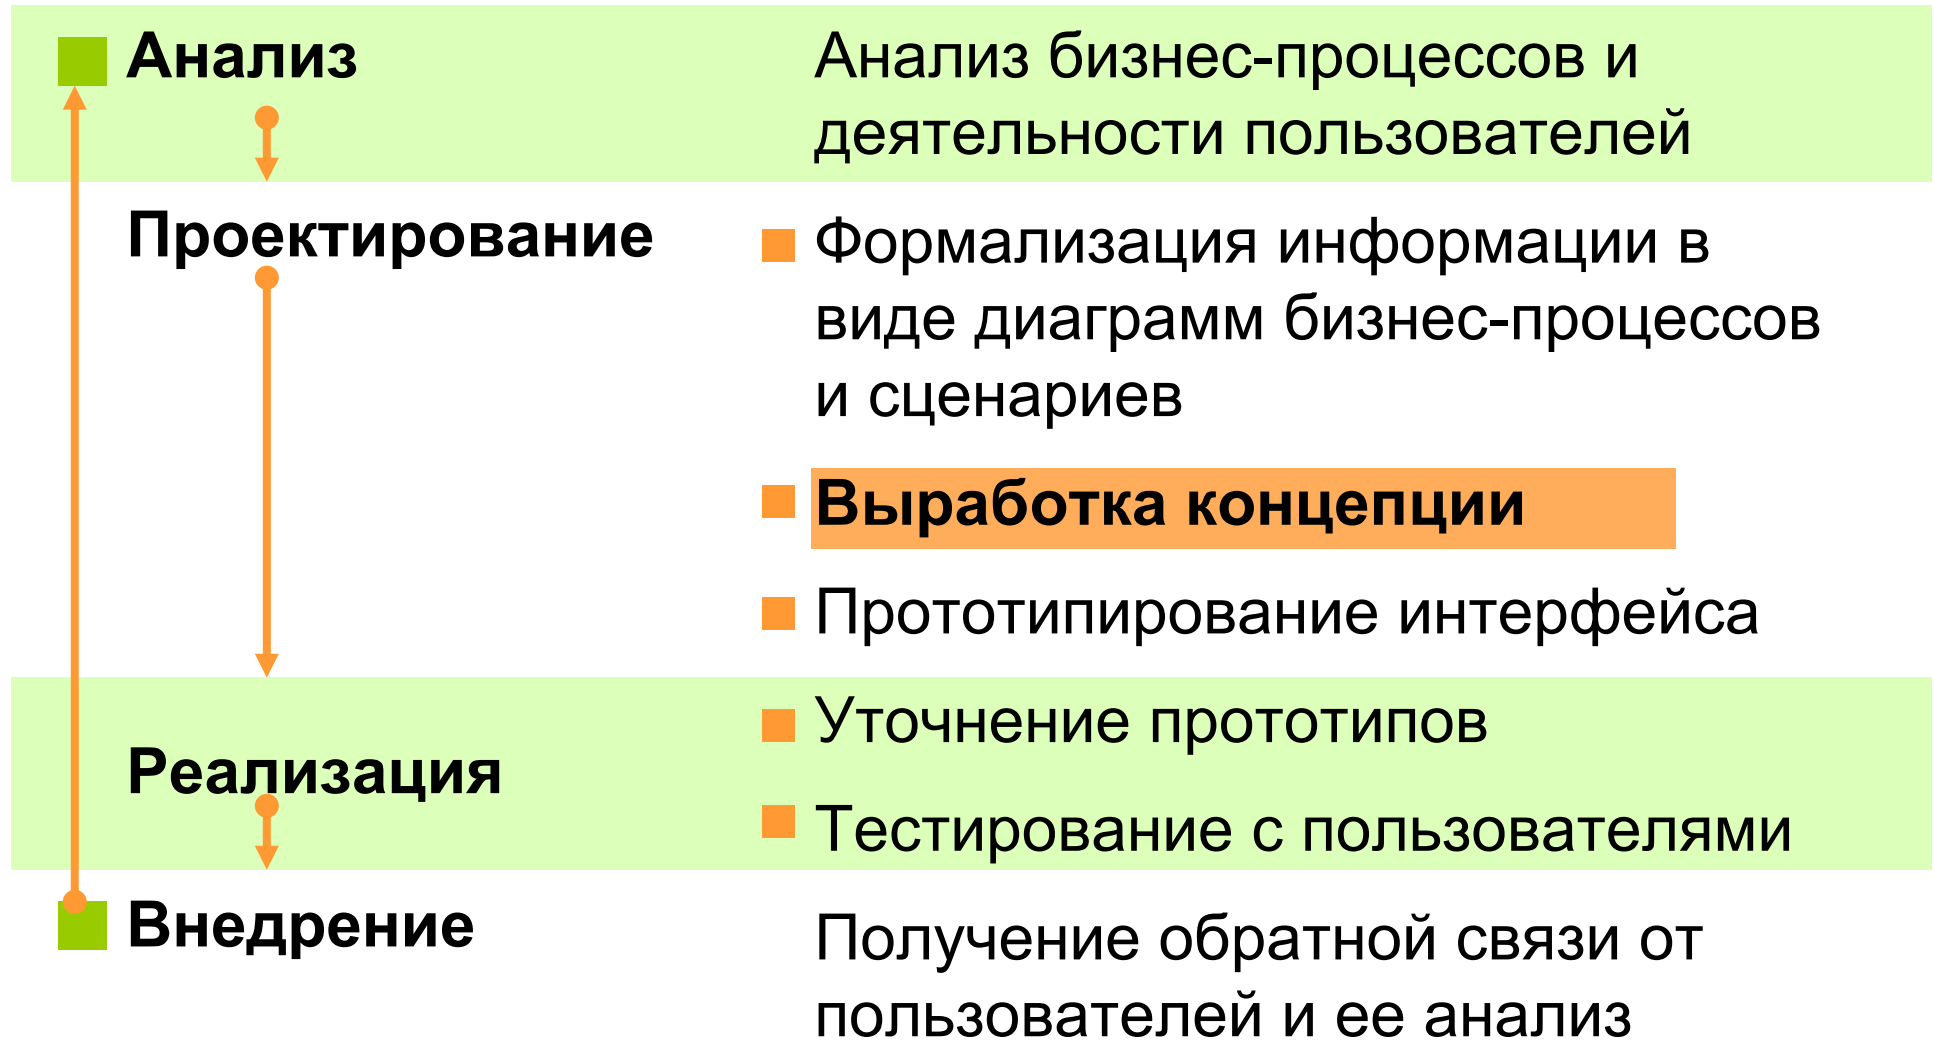 Анализ
Анализ бизнес-процессов и
деятельности пользователей
Проектирование
Формализация информации в
виде диаграмм бизнес-процессов
и сценариев
Выработка концепции
Прототипирование интерфейса
Реализация
Уточнение прототипов
Тестирование с пользователями
Внедрение
Получение обратной связи от
пользователей и ее анализ